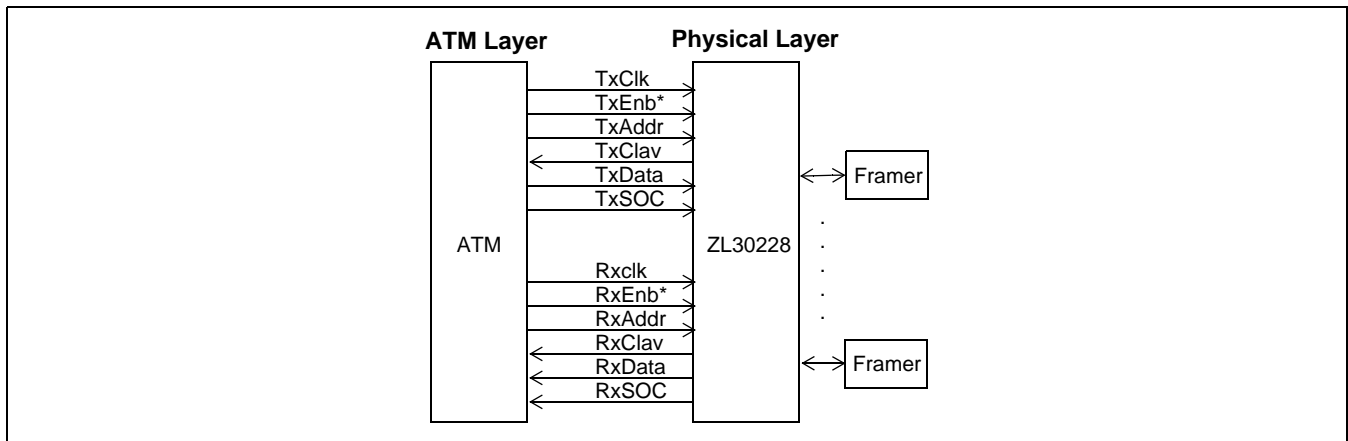 ATM Layer
Physical Layer
TxClk
TxEnb*
TxAddr
TxClav
TxData
TxSOC
Framer
ATM
ZL30228
Rxclk
RxEnb*
RxAddr
RxClav
RxData
RxSOC
Framer